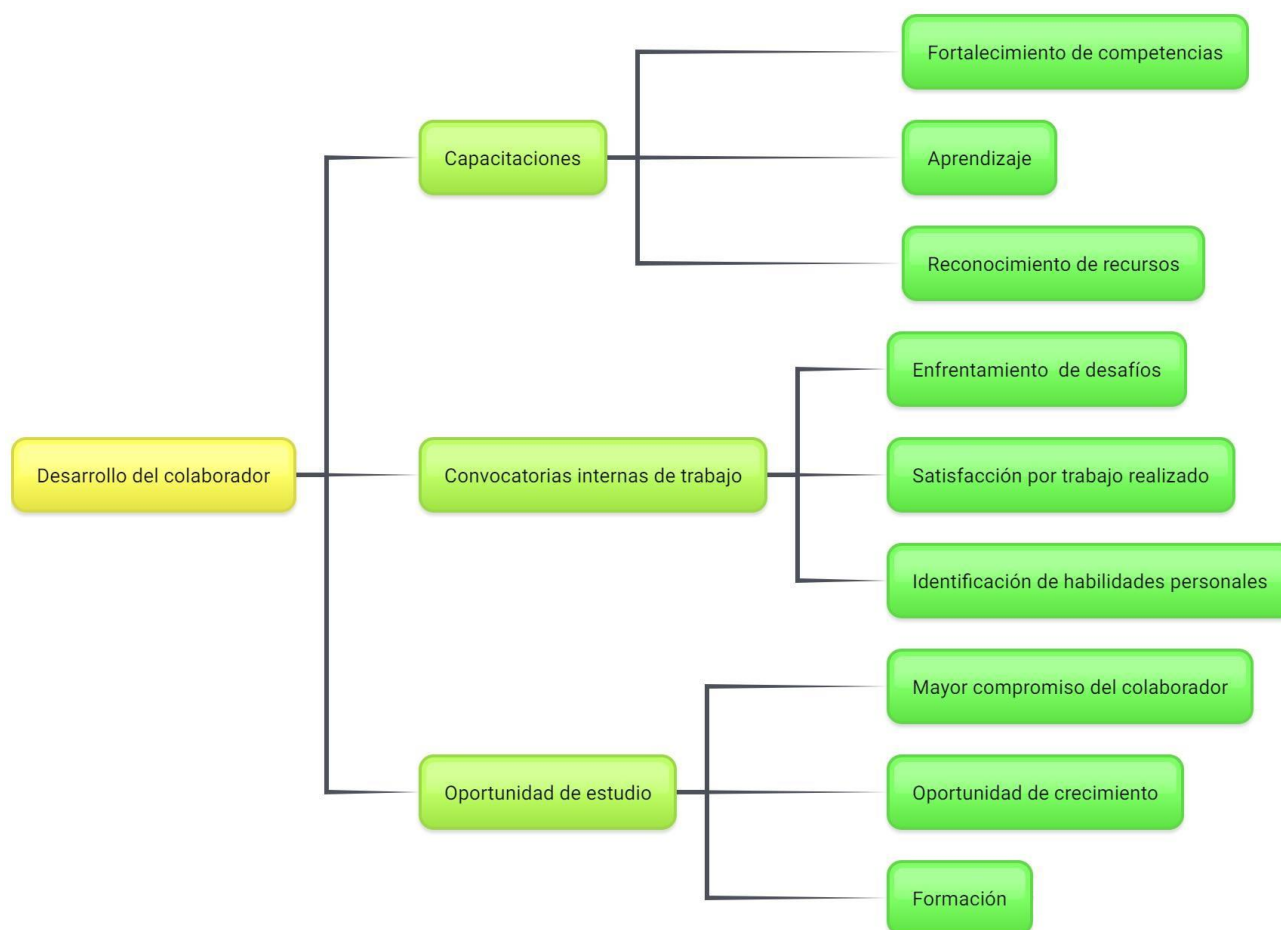 Desarrollo del colaborador
Capacitaciones
Fortalecimiento de competencias
Aprendizaje
Reconocimiento de recursos
Convocatorias internas de trabajo
Enfrentamiento  de desafíos
Satisfacción por trabajo realizado
Identificación de habilidades personales
Oportunidad de estudio
Mayor compromiso del colaborador
Oportunidad de crecimiento
Formación